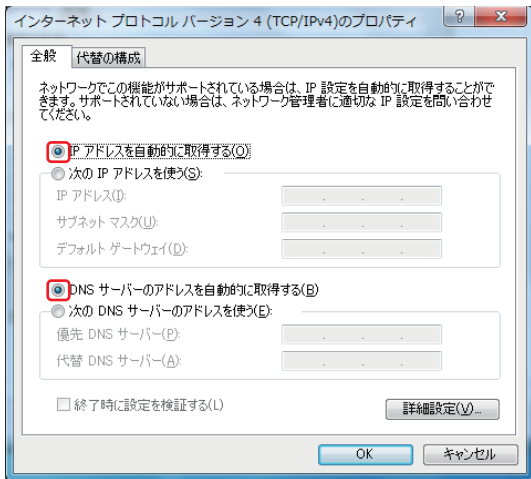 インターネット プロトコル バージョン 4 (TCP/IPv4)のプロパティ
全般
代替の構成
ネットワークでこの機能がサポートされている場合は、IP 設定を自動的に取得することがで
きます。サポートされていない場合は、ネットワーク管理者に適切な IP 設定を問い合わせ
てください。
IP アドレスを自動的に取得する(O)
次の IP アドレスを使う(S):
IP アドレス(I):
サブネット マスク(U):
デフォルト ゲートウェイ(D):
DNS サーバーのアドレスを自動的に取得する(B)
次の DNS サーバーのアドレスを使う(E):
優先 DNS サーバー(P):
代替 DNS サーバー(A):
終了時に設定を検証する(L)
詳細設定(V)...
OK
キャンセル